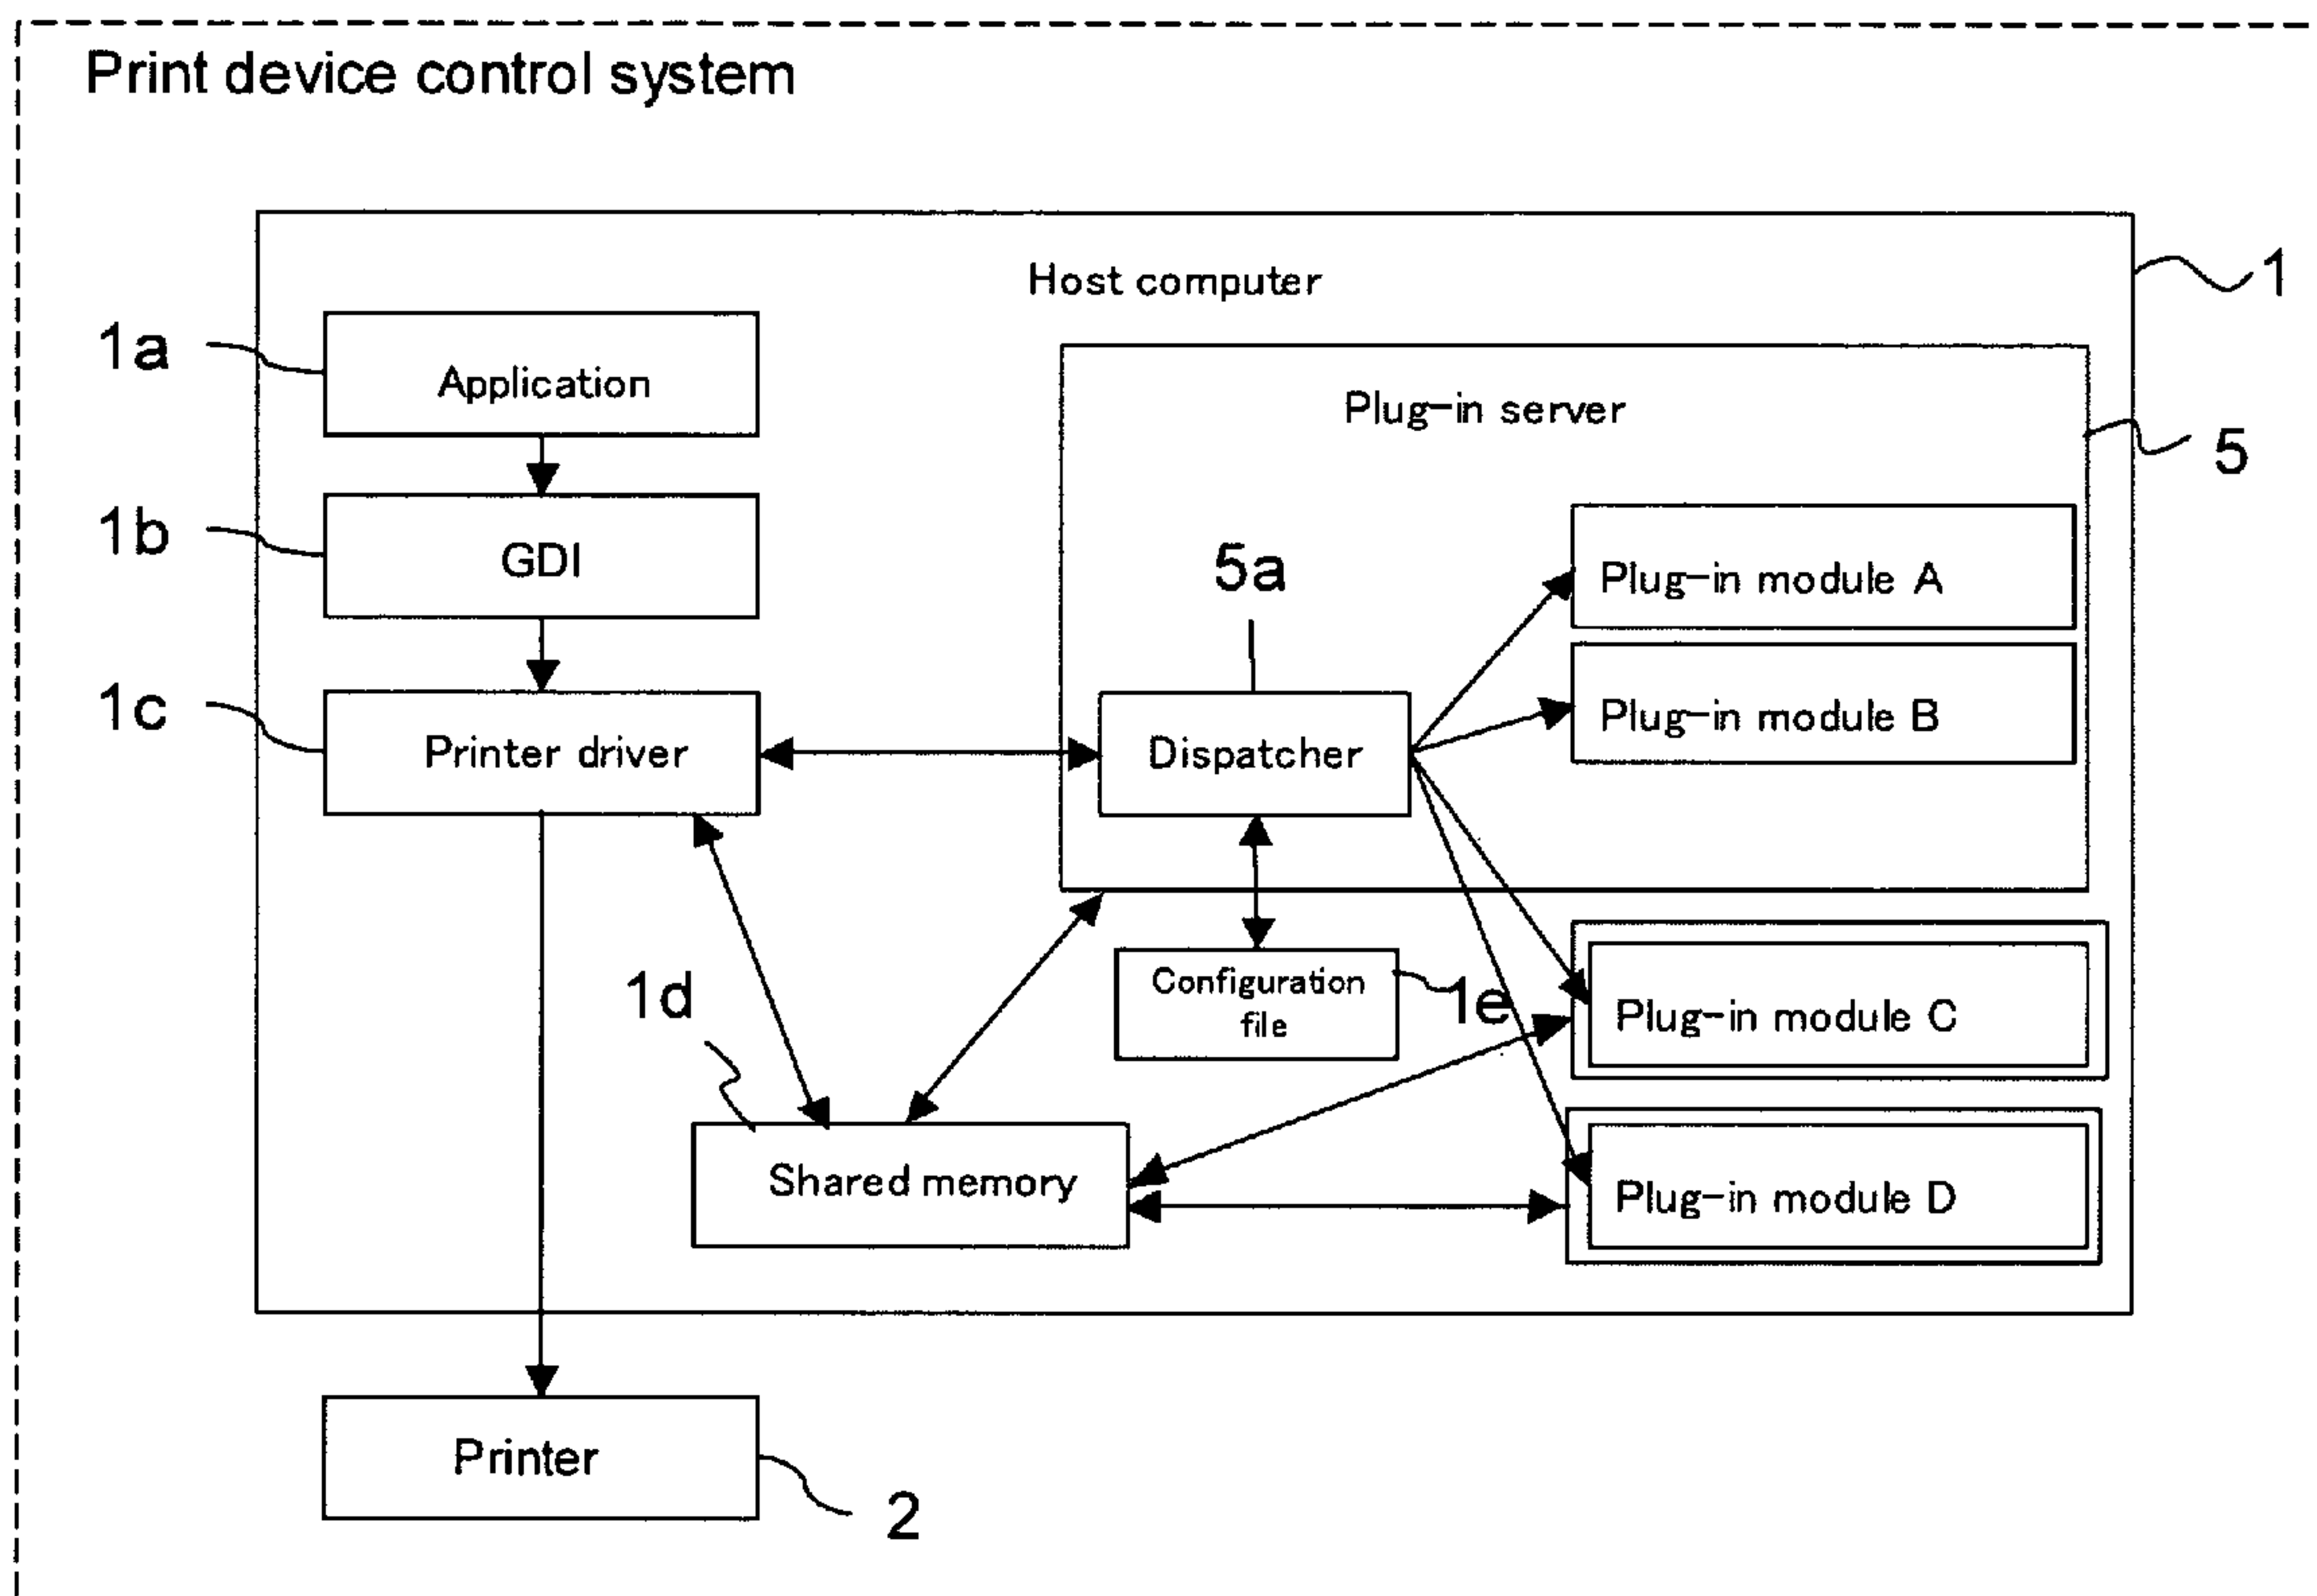 Print device control system
Host computer
1
1a
Application
Plug-in server
5
1b
GDI
5a
Plug-in module A
1c
Printer driver
Dispatcher
Plug-in module B
1d
Configuration
file
1e
Plug-in module C
Shared memory
Plug-in module D
Printer
2